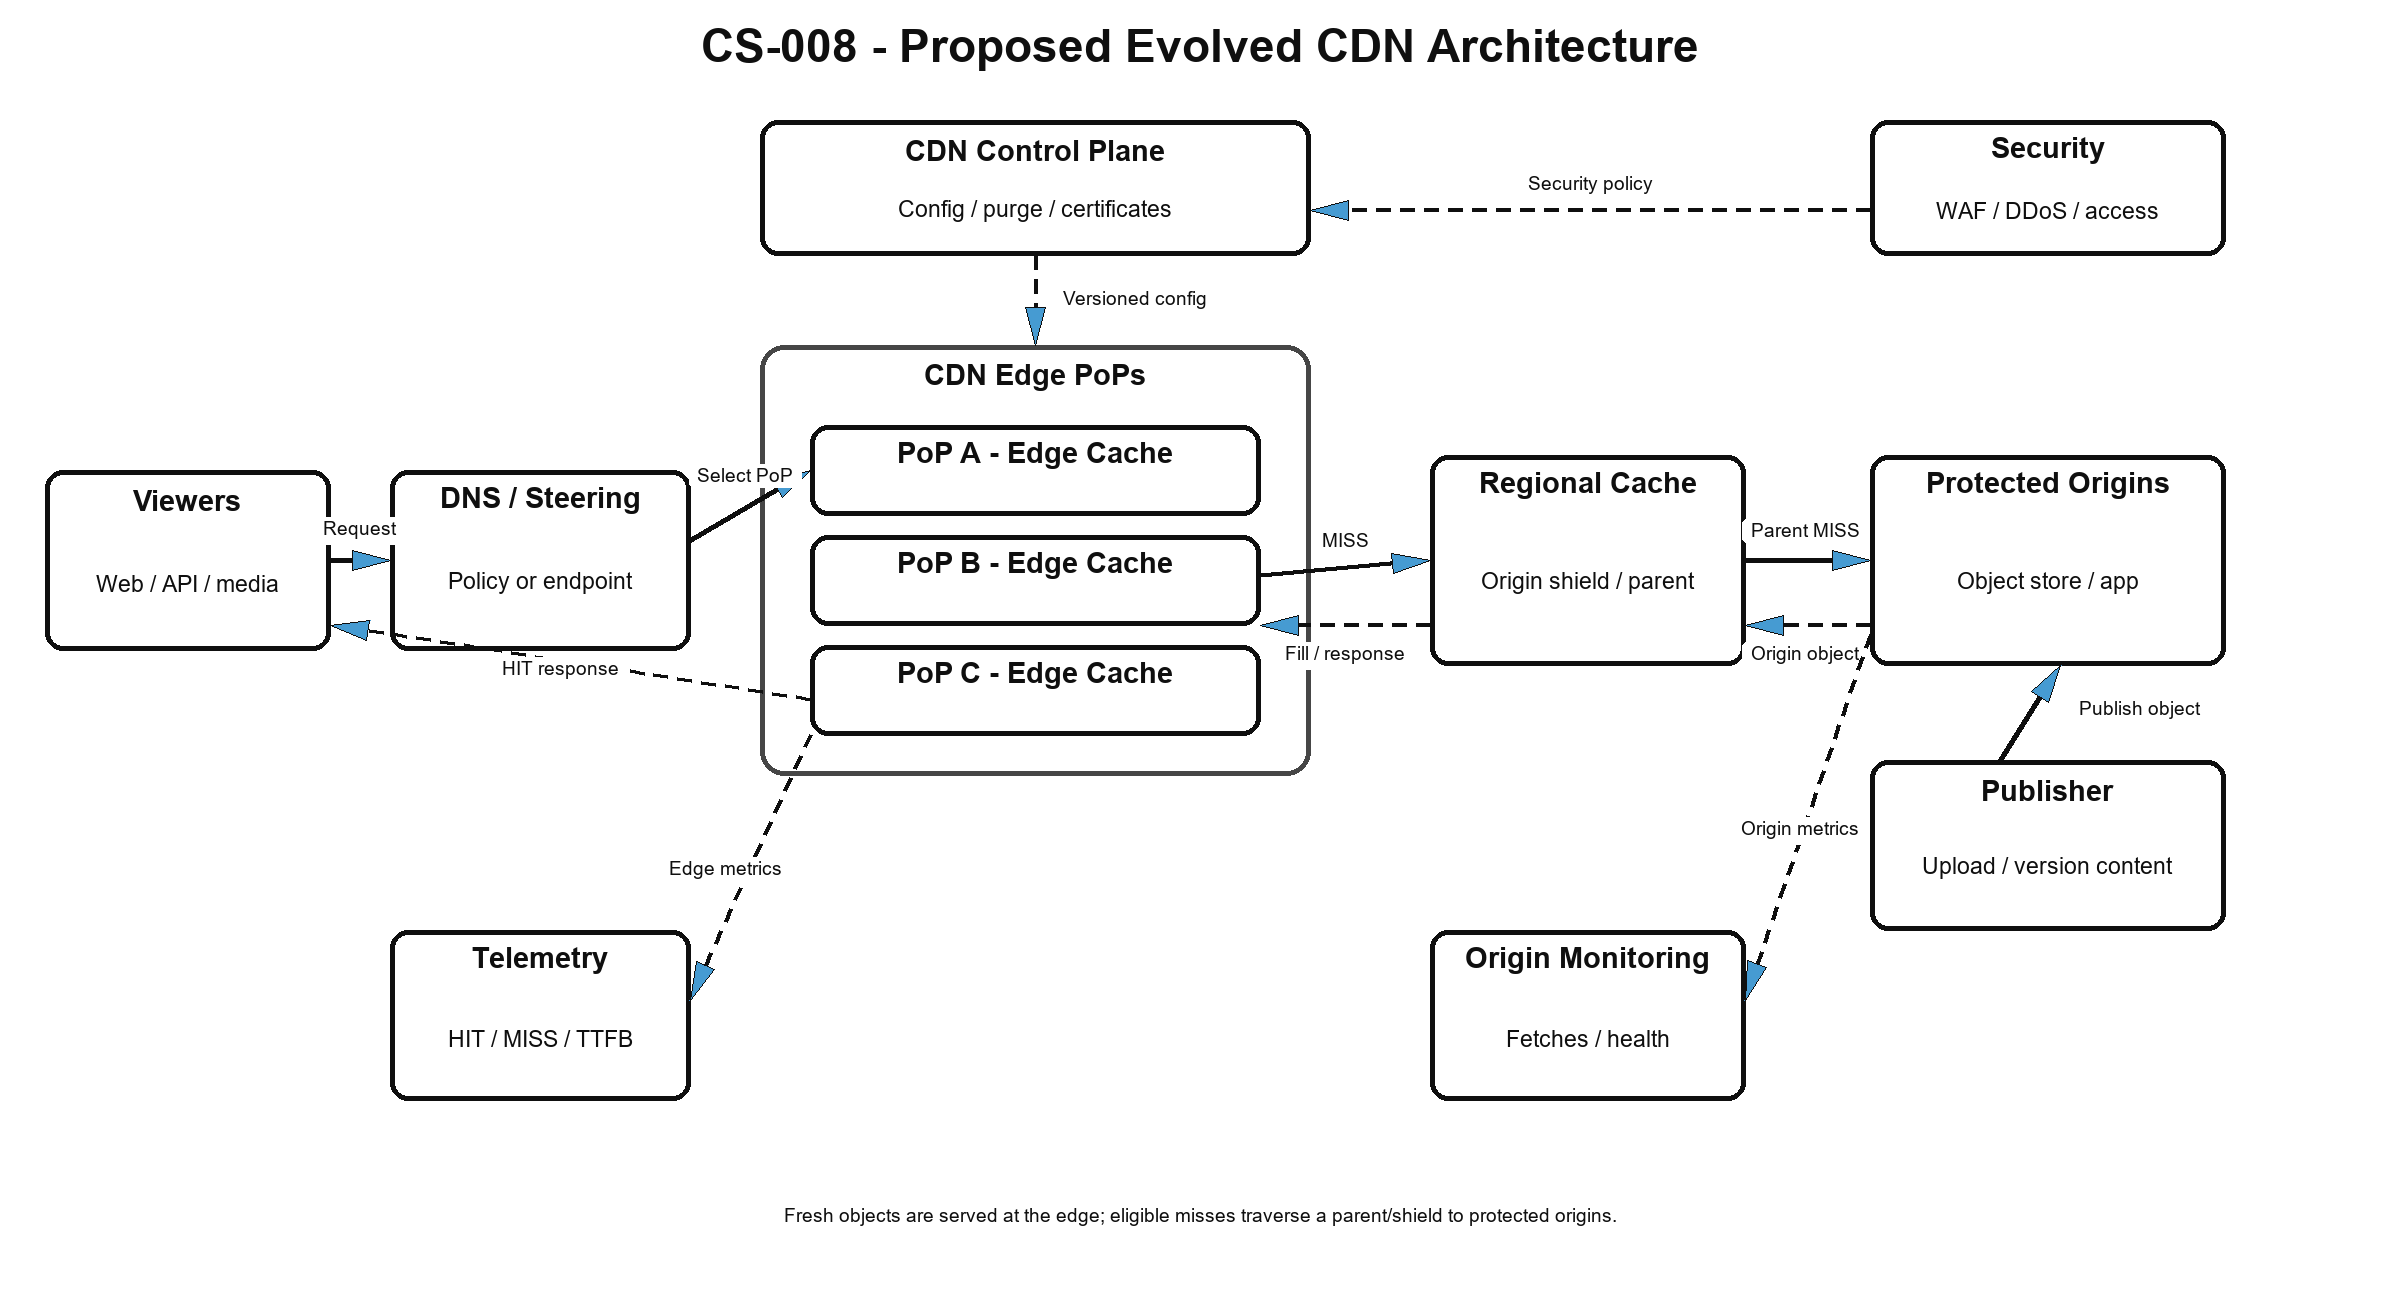 CS-008 - Proposed Evolved CDN Architecture
CDN Control Plane
Config / purge / certificates
Security policy
Security
WAF / DDoS / access
Versioned config
CDN Edge PoPs
PoP A - Edge Cache
PoP B - Edge Cache
PoP C - Edge Cache
Viewers
Web / API / media
Request
DNS / Steering
Policy or endpoint
Select PoP
HIT response
MISS
Fill / response
Regional Cache
Origin shield / parent
Parent MISS
Origin object
Protected Origins
Object store / app
Publish object
Publisher
Upload / version content
Edge metrics
Origin metrics
Telemetry
HIT / MISS / TTFB
Origin Monitoring
Fetches / health
Fresh objects are served at the edge; eligible misses traverse a parent/shield to protected origins.